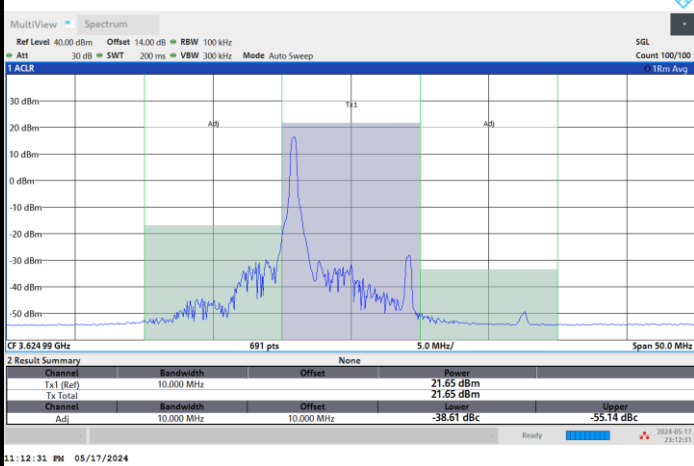 MultiView Spectrum
Ref Level 40.00 dBm Offset 14.00 dB RBW 100 kHz SGL
Att 30 dB SWT 200 ms VBW 300 kHz Mode Auto Sweep Count 100/100
1 ACLR 1Rm Avg
30 dBm
Tx1
20 dBm
Adj Adj
10 dBm
0 dBm
-10 dBm
-20 dBm
-30 dBm
-40 dBm
-50 dBm
CF 3.62499 GHz 691 pts 5.0 MHz/ Span 50.0 MHz
2 Result Summary None
Channel Bandwidth Offset Power
Tx1 (Ref) 10.000 MHz 21.65 dBm
Tx Total 21.65 dBm
Channel Bandwidth Offset Lower Upper
Adj 10.000 MHz 10.000 MHz -38.61 dBc -55.14 dBc
Ready 2024-05-17
23:12:31
11:12:31 PM 05/17/2024